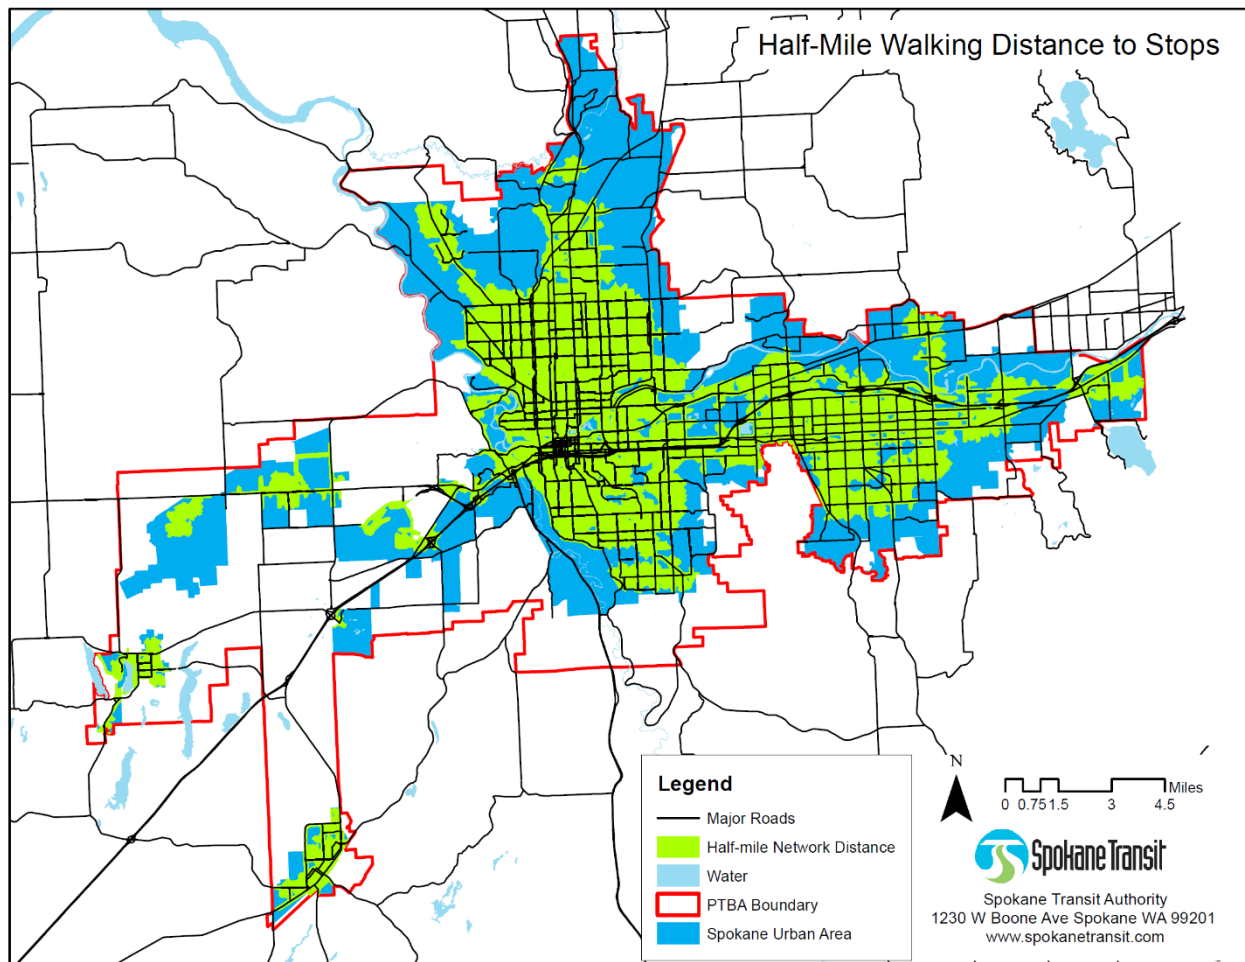 Half-Mile Walking Distance to Stops
Legend
Major Roads
Half-mile Network Distance
Water
PTBA Boundary
Spokane Urban Area
N
Miles
0 0.75 1.5 3 4.5
Spokane Transit
Spokane Transit Authority
1230 W Boone Ave Spokane WA 99201
www.spokanetransit.com